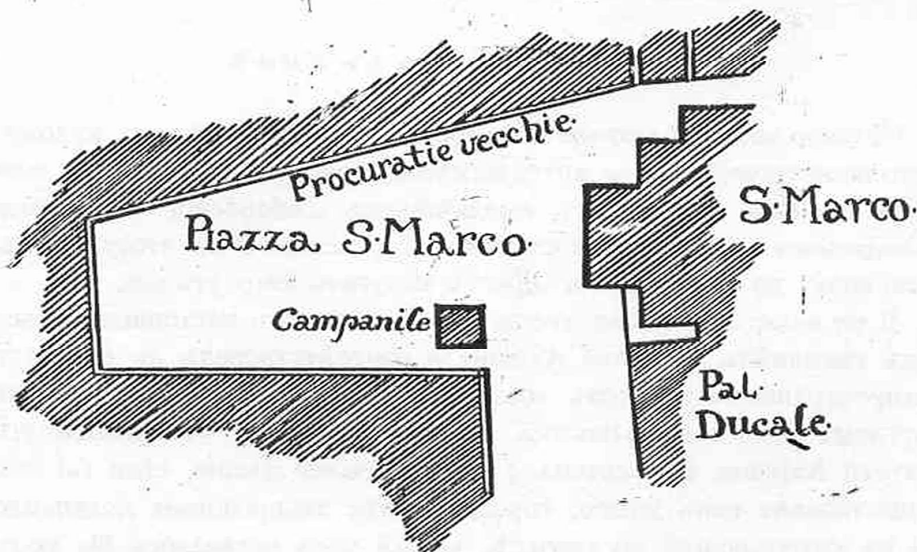 Procuratie vecchie.
Piazza S. Marco.
S. Marco.
Campanile
Pal.
Ducale.